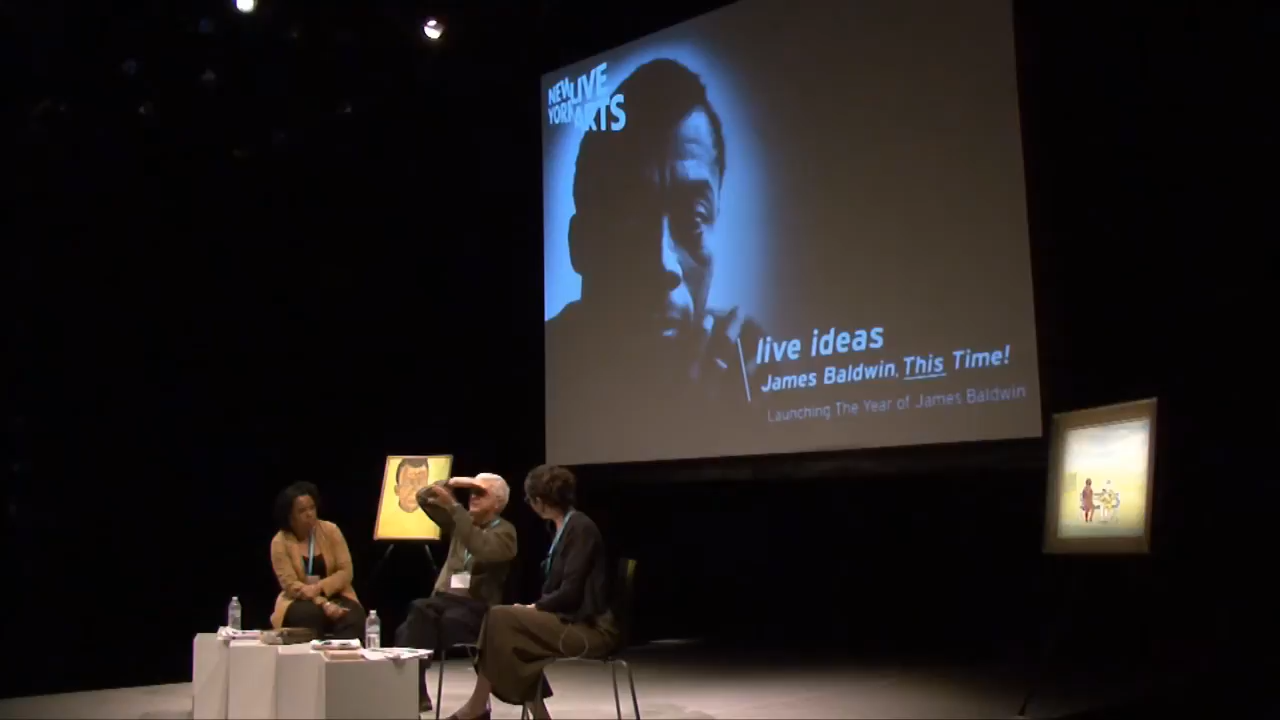 NEW YORK
LIVE ARTS
live ideas
James Baldwin, This Time!
Launching The Year of James Baldwin